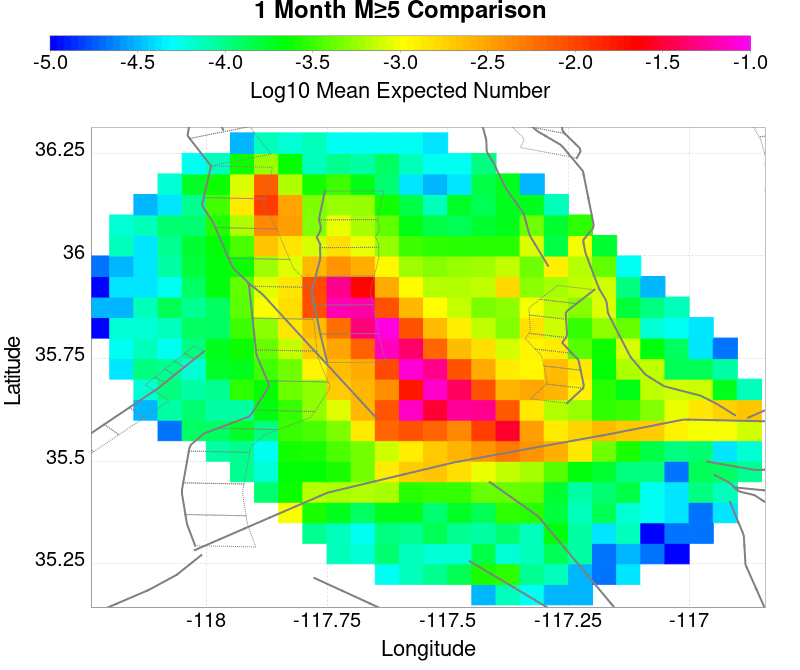 1 Month M≥5 Comparison
-5.0 -4.5 -4.0 -3.5 -3.0 -2.5 -2.0 -1.5 -1.0
Log10 Mean Expected Number
36.25
36
35.75
35.5
35.25
Latitude
-118 -117.75 -117.5 -117.25 -117
Longitude